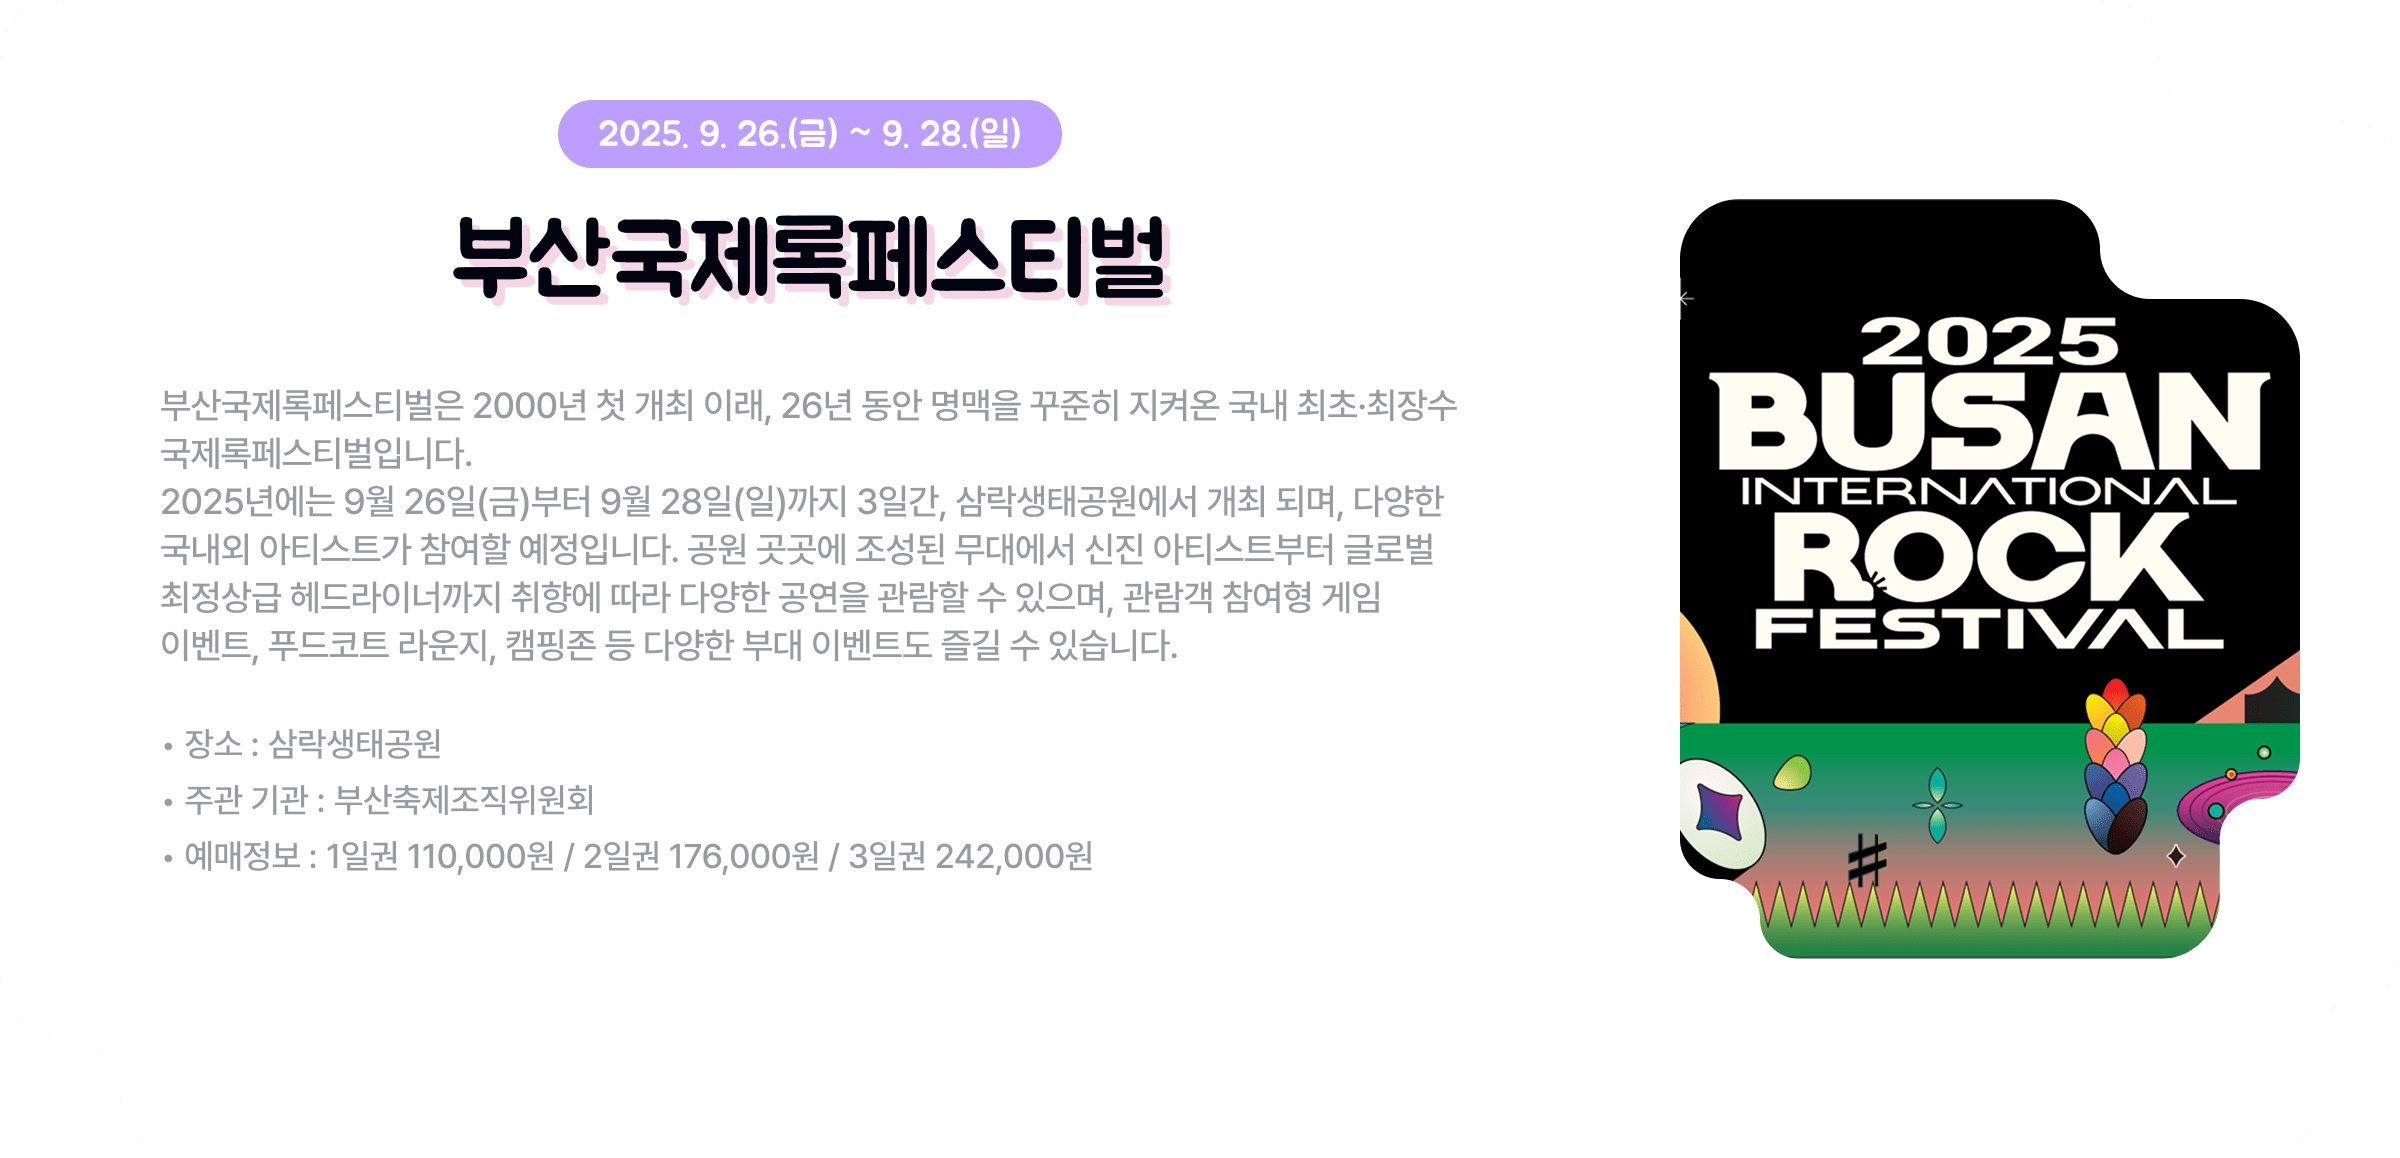 2025. 9. 26.(금) ~ 9. 28.(일)
부산국제록페스티벌
부산국제록페스티벌은 2000년 첫 개최 이래, 26년 동안 명맥을 꾸준히 지켜온 국내 최초·최장수
국제록페스티벌입니다.
2025년에는 9월 26일(금)부터 9월 28일(일)까지 3일간, 삼락생태공원에서 개최 되며, 다양한
국내외 아티스트가 참여할 예정입니다. 공원 곳곳에 조성된 무대에서 신진 아티스트부터 글로벌
최정상급 헤드라이너까지 취향에 따라 다양한 공연을 관람할 수 있으며, 관람객 참여형 게임
이벤트, 푸드코트 라운지, 캠핑존 등 다양한 부대 이벤트도 즐길 수 있습니다.
• 장소 : 삼락생태공원
• 주관 기관 : 부산축제조직위원회
• 예매정보 : 1일권 110,000원 / 2일권 176,000원 / 3일권 242,000원
2025
BUSAN
INTERNATIONAL
ROCK
FESTIVAL